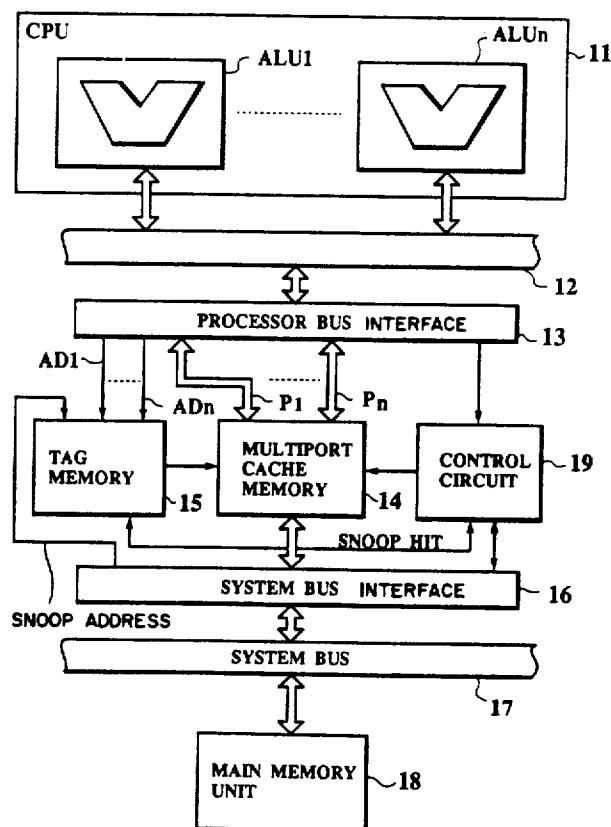 CPU
ALU1
ALUn
11
12
PROCESSOR BUS INTERFACE
13
AD1
ADn
P1
Pn
TAG
MEMORY
15
MULTIPORT
CACHE
MEMORY
14
CONTROL
CIRCUIT
19
SNOOP HIT
SYSTEM BUS INTERFACE
16
SNOOP ADDRESS
SYSTEM BUS
17
MAIN MEMORY
UNIT
18